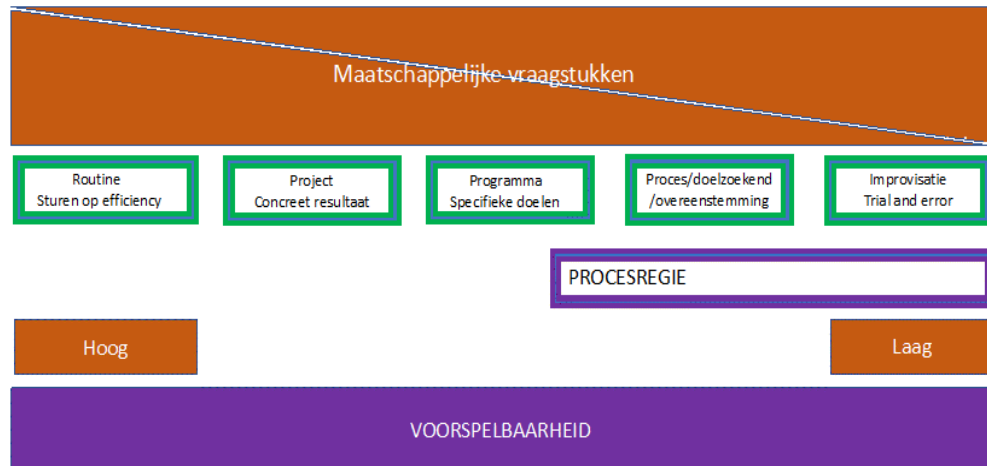 Maatschappelijke vraagstukken
Routine
Sturen op efficiency
Project
Concreet resultaat
Programma
Specifieke doelen
Proces/doelzoekend
/overeenstemming
Improvisatie
Trial and error
PROCESREGIE
Hoog
Laag
VOORSPELBAARHEID